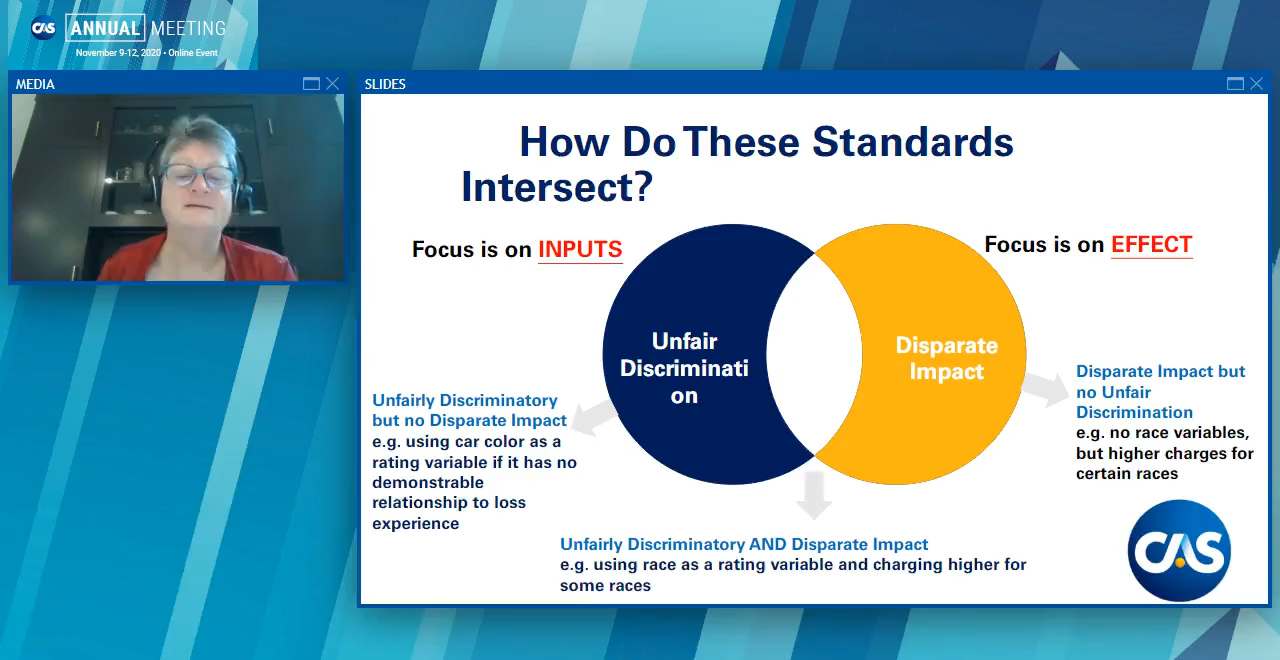 CAS ANNUAL MEETING
November 9-12, 2020 • Online Event
MEDIA
SLIDES
How Do These Standards
Intersect?
Focus is on INPUTS
Focus is on EFFECT
Unfair
Discriminati
on
Disparate
Impact
Unfairly Discriminatory
but no Disparate Impact
e.g. using car color as a
rating variable if it has no
demonstrable
relationship to loss
experience
Disparate Impact but
no Unfair
Discrimination
e.g. no race variables,
but higher charges for
certain races
Unfairly Discriminatory AND Disparate Impact
e.g. using race as a rating variable and charging higher for
some races
CAS